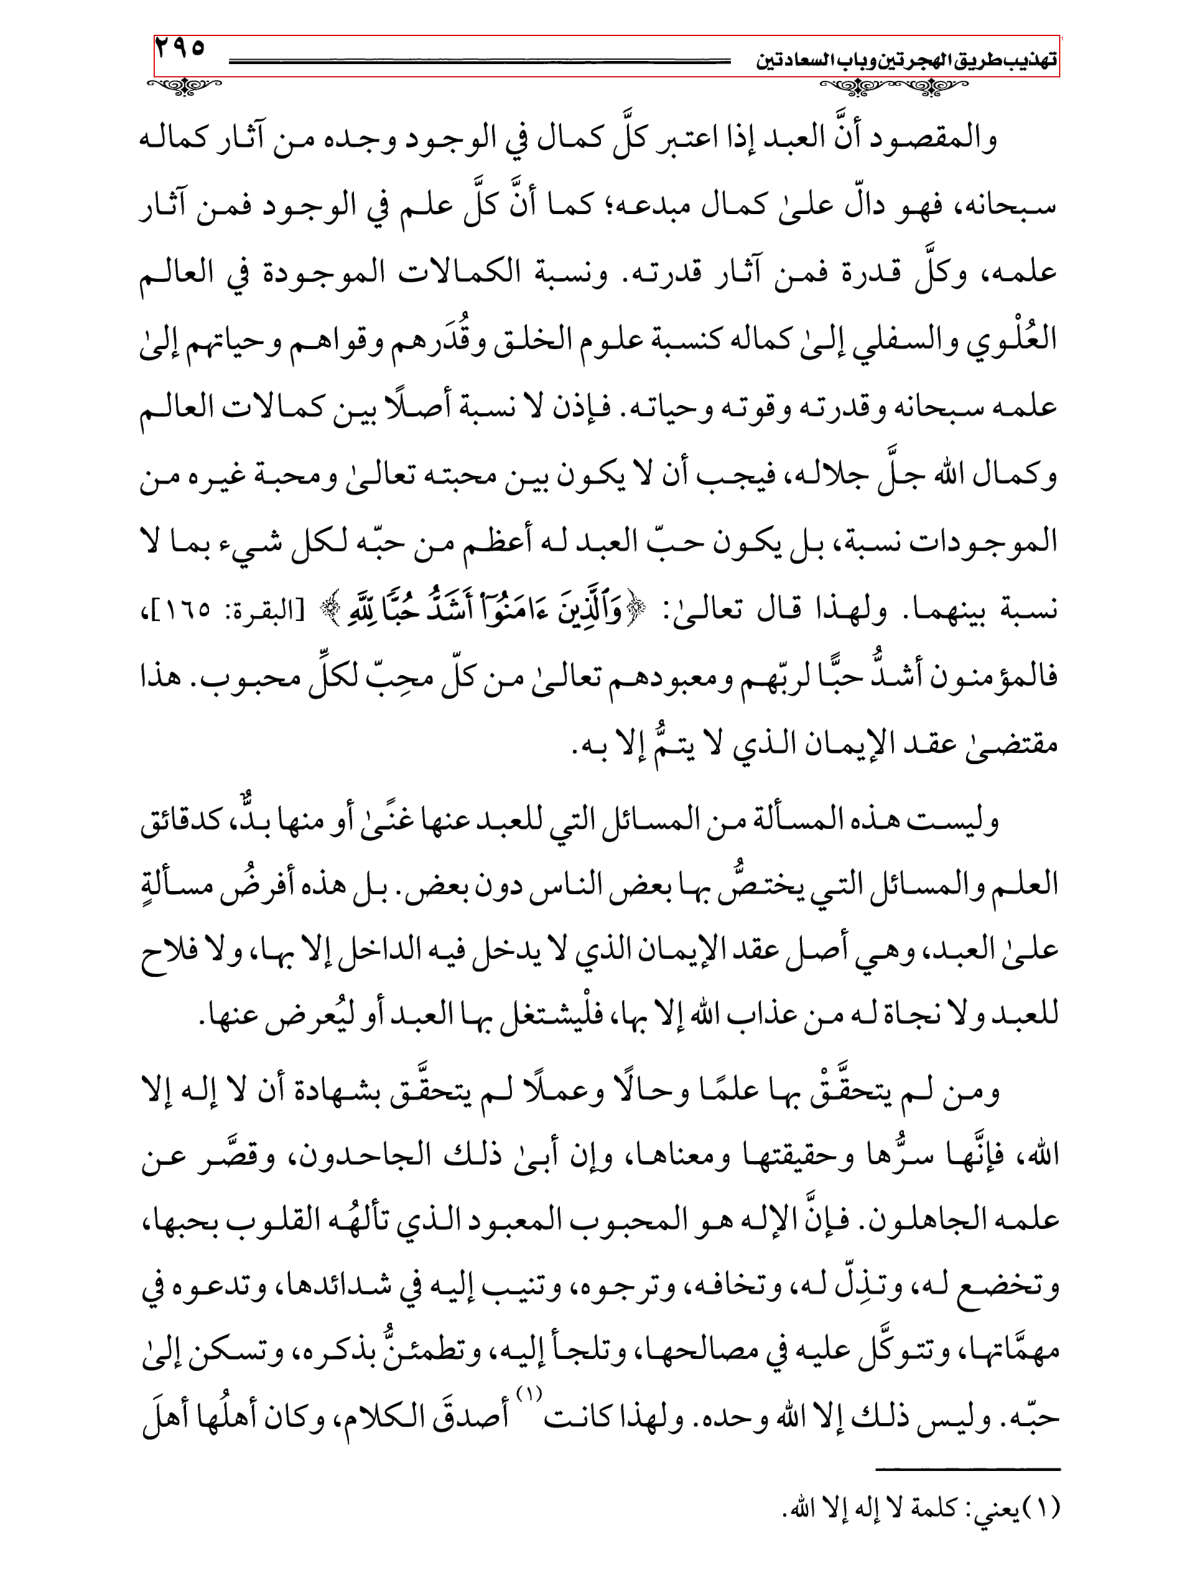 تهذيب طريق الهجرتين وباب السعادتين ٢٩٥
والمقصود أنَّ العبد إذا اعتبر كلَّ كمال في الوجود وجده من آثار كماله
سبحانه، فهو دالّ علىٰ كمال مبدعه؛ كما أنَّ كلَّ علم في الوجود فمن آثار
علمه، وكلَّ قدرة فمن آثار قدرته. ونسبة الكمالات الموجودة في العالم
العُلْوي والسفلي إلىٰ كماله كنسبة علوم الخلق وقُدَرهم وقواهم وحياتهم إلىٰ
علمه سبحانه وقدرته وقوته وحياته. فإذن لا نسبة أصلًا بين كمالات العالم
وكمال الله جلَّ جلاله، فيجب أن لا يكون بين محبته تعالىٰ ومحبة غيره من
الموجودات نسبة، بل يكون حبّ العبد له أعظم من حبّه لكل شيء بما لا
نسبة بينهما. ولهذا قال تعالىٰ: ﴿وَٱلَّذِينَ ءَامَنُوٓا۟ أَشَدُّ حُبًّا لِّلَّهِ﴾ [البقرة: ١٦٥]،
فالمؤمنون أشدُّ حبًّا لربّهم ومعبودهم تعالىٰ من كلّ محِبّ لكلِّ محبوب. هذا
مقتضىٰ عقد الإيمان الذي لا يتمُّ إلا به.
وليست هذه المسألة من المسائل التي للعبد عنها غنًىٰ أو منها بدٌّ، كدقائق
العلم والمسائل التي يختصُّ بها بعض الناس دون بعض. بل هذه أفرضُ مسألةٍ
علىٰ العبد، وهي أصل عقد الإيمان الذي لا يدخل فيه الداخل إلا بها، ولا فلاح
للعبد ولا نجاة له من عذاب الله إلا بها، فلْيشتغل بها العبد أو ليُعرض عنها.
ومن لم يتحقَّقْ بها علمًا وحالًا وعملًا لم يتحقَّق بشهادة أن لا إله إلا
الله، فإنَّها سرُّها وحقيقتها ومعناها، وإن أبىٰ ذلك الجاحدون، وقصَّر عن
علمه الجاهلون. فإنَّ الإله هو المحبوب المعبود الذي تألهُه القلوب بحبها،
وتخضع له، وتذِلّ له، وتخافه، وترجوه، وتنيب إليه في شدائدها، وتدعوه في
مهمَّاتها، وتتوكَّل عليه في مصالحها، وتلجأ إليه، وتطمئنُّ بذكره، وتسكن إلىٰ
حبّه. وليس ذلك إلا الله وحده. ولهذا كانت(١) أصدقَ الكلام، وكان أهلُها أهلَ
(١) يعني: كلمة لا إله إلا الله.